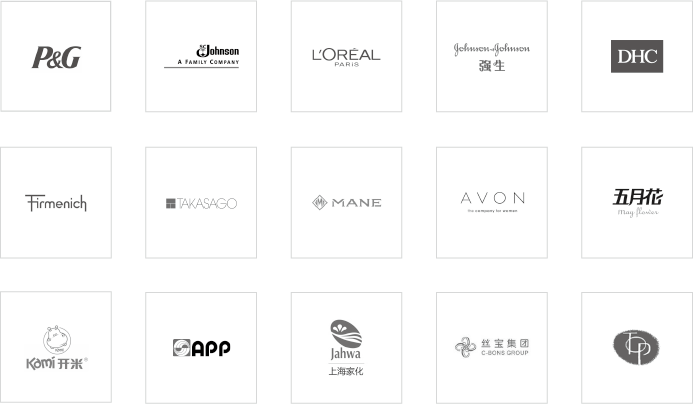 P&G
SC Johnson
A FAMILY COMPANY
L'ORÉAL
PARIS
Johnson & Johnson
强生
DHC
Firmenich
TAKASAGO
MANE
AVON
the company for women
五月花
May flower
Kami 开米®
APP
Jahwa
上海家化
丝宝集团
C-BONS GROUP